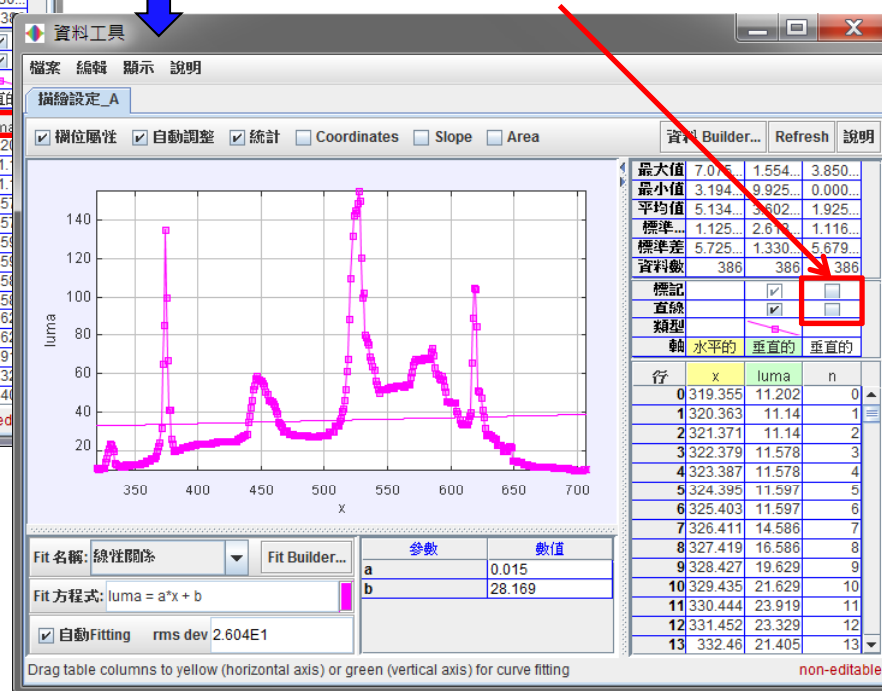 資料工具
檔案 編輯 顯示 說明
描繪設定_A
欄位屬性 自動調整 統計 Coordinates Slope Area 資料 Builder... Refresh 說明
140
120
100
80
60
40
20
luma
350 400 450 500 550 600 650 700
x
最大值 7.075... 1.554... 3.850...
最小值 3.194... 9.925... 0.000...
平均值 5.134... 3.602... 1.925...
標準... 1.125... 2.613... 1.116...
標準差 5.725... 1.330... 5.679...
資料數 386 386 386
標記
直線
類型
軸 水平的 垂直的 垂直的
行 x luma n
0 319.355 11.202 0
1 320.363 11.14 1
2 321.371 11.14 2
3 322.379 11.578 3
4 323.387 11.578 4
5 324.395 11.597 5
6 325.403 11.597 6
7 326.411 14.586 7
8 327.419 16.586 8
9 328.427 19.629 9
10 329.435 21.629 10
11 330.444 23.919 11
12 331.452 23.329 12
13 332.46 21.405 13
Fit 名稱: 線性關係 Fit Builder...
Fit 方程式: luma = a*x + b
自動Fitting rms dev 2.604E1
參數 數值
a 0.015
b 28.169
Drag table columns to yellow (horizontal axis) or green (vertical axis) for curve fitting non-editable